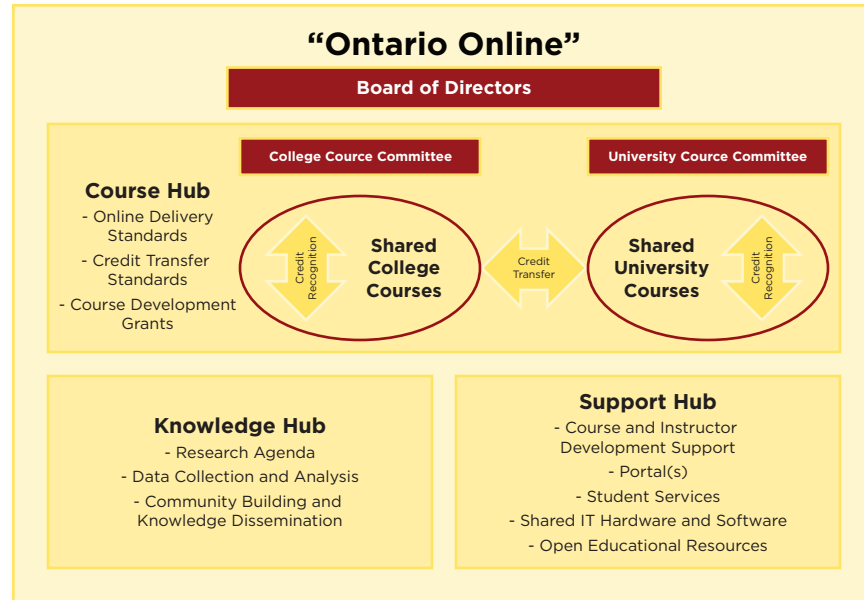 “Ontario Online”
Board of Directors
College Cource Committee
University Cource Committee
Course Hub
- Online Delivery
Standards
- Credit Transfer
Standards
- Course Development
Grants
Credit
Recognition
Shared
College
Courses
Credit
Transfer
Shared
University
Courses
Credit
Recognition
Knowledge Hub
- Research Agenda
- Data Collection and Analysis
- Community Building and
Knowledge Dissemination
Support Hub
- Course and Instructor
Development Support
- Portal(s)
- Student Services
- Shared IT Hardware and Software
- Open Educational Resources